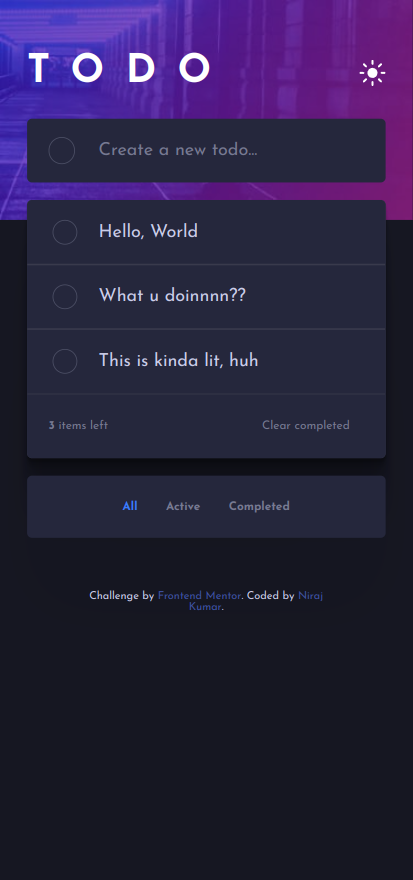 TODO
Create a new todo...
Hello, World
What u doinnnn??
This is kinda lit, huh
3 items left Clear completed
All Active Completed
Challenge by Frontend Mentor. Coded by Niraj
Kumar.